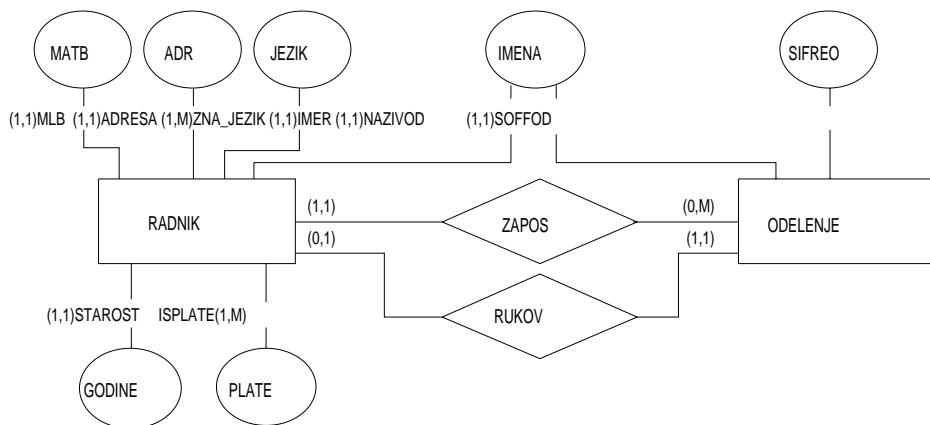 MATB ADR JEZIK IMENA SIFREO
(1,1)MLB (1,1)ADRESA (1,M)ZNA_JEZIK (1,1)IMER (1,1)NAZIVOD (1,1)SOFFOD
(1,1) (0,M)
RADNIK ZAPOS ODELENJE
(0,1) (1,1)
(1,1)STAROST ISPLATE(1,M) RUKOV
GODINE PLATE